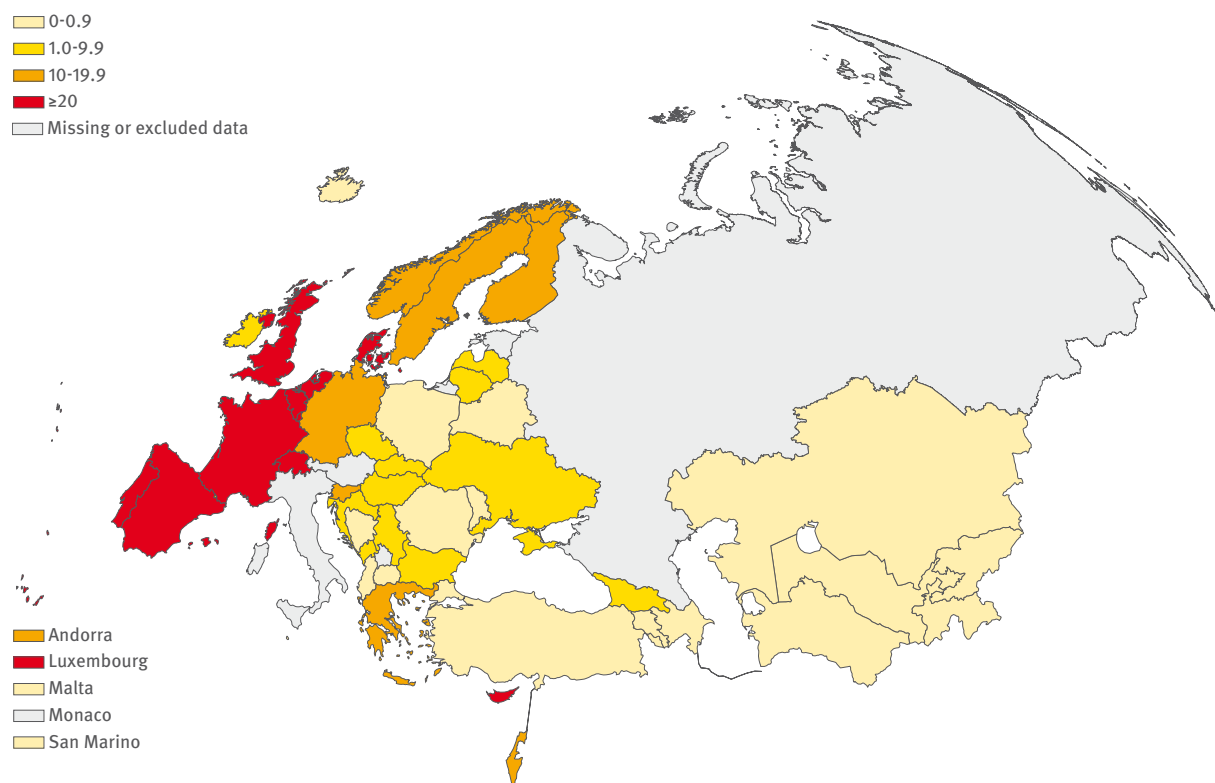 0-0.9
1.0-9.9
10-19.9
≥20
Missing or excluded data
Andorra
Luxembourg
Malta
Monaco
San Marino